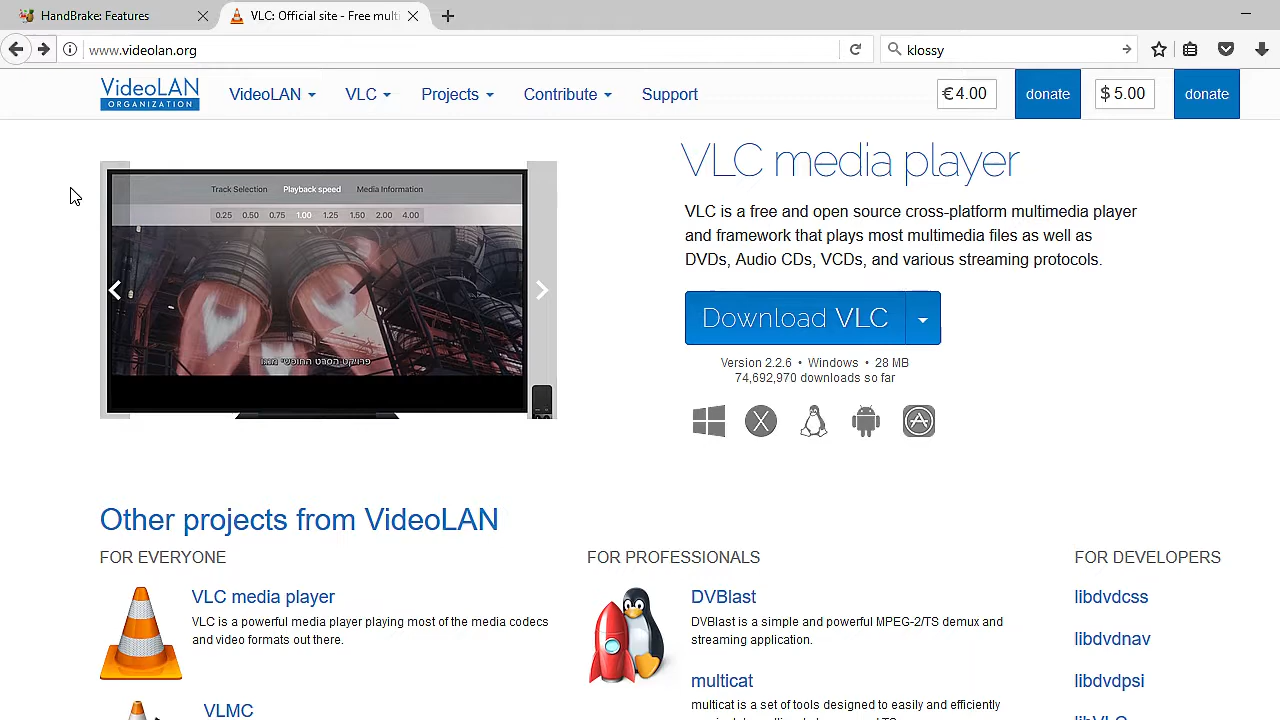 HandBrake: Features
VLC: Official site - Free multi
www.videolan.org
klossy
VideoLAN
ORGANIZATION
VideoLAN
VLC
Projects
Contribute
Support
€ 4.00
donate
$ 5.00
donate
Track Selection
Playback speed
Media Information
0.25 0.50 0.75 1.00 1.25 1.50 2.00 4.00
VLC media player
VLC is a free and open source cross-platform multimedia player
and framework that plays most multimedia files as well as
DVDs, Audio CDs, VCDs, and various streaming protocols.
Download VLC
Version 2.2.6 • Windows • 28 MB
74,692,970 downloads so far
Other projects from VideoLAN
FOR EVERYONE
VLC media player
VLC is a powerful media player playing most of the media codecs
and video formats out there.
VLMC
FOR PROFESSIONALS
DVBlast
DVBlast is a simple and powerful MPEG-2/TS demux and
streaming application.
multicat
multicat is a set of tools designed to easily and efficiently
FOR DEVELOPERS
libdvdcss
libdvdnav
libdvdpsi